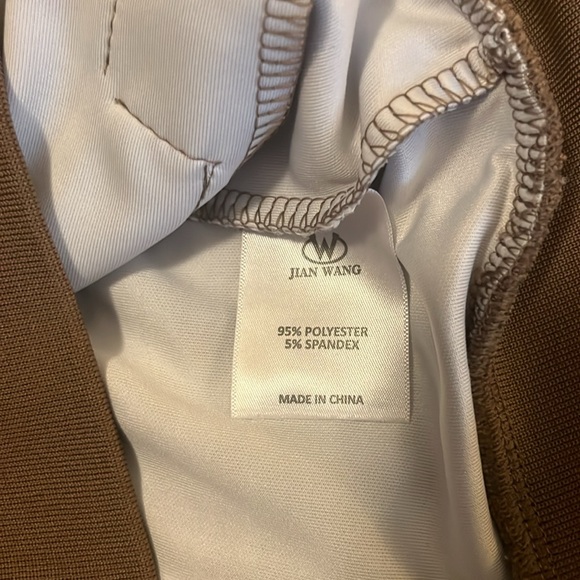 W
JIAN WANG
95% POLYESTER
5% SPANDEX
MADE IN CHINA